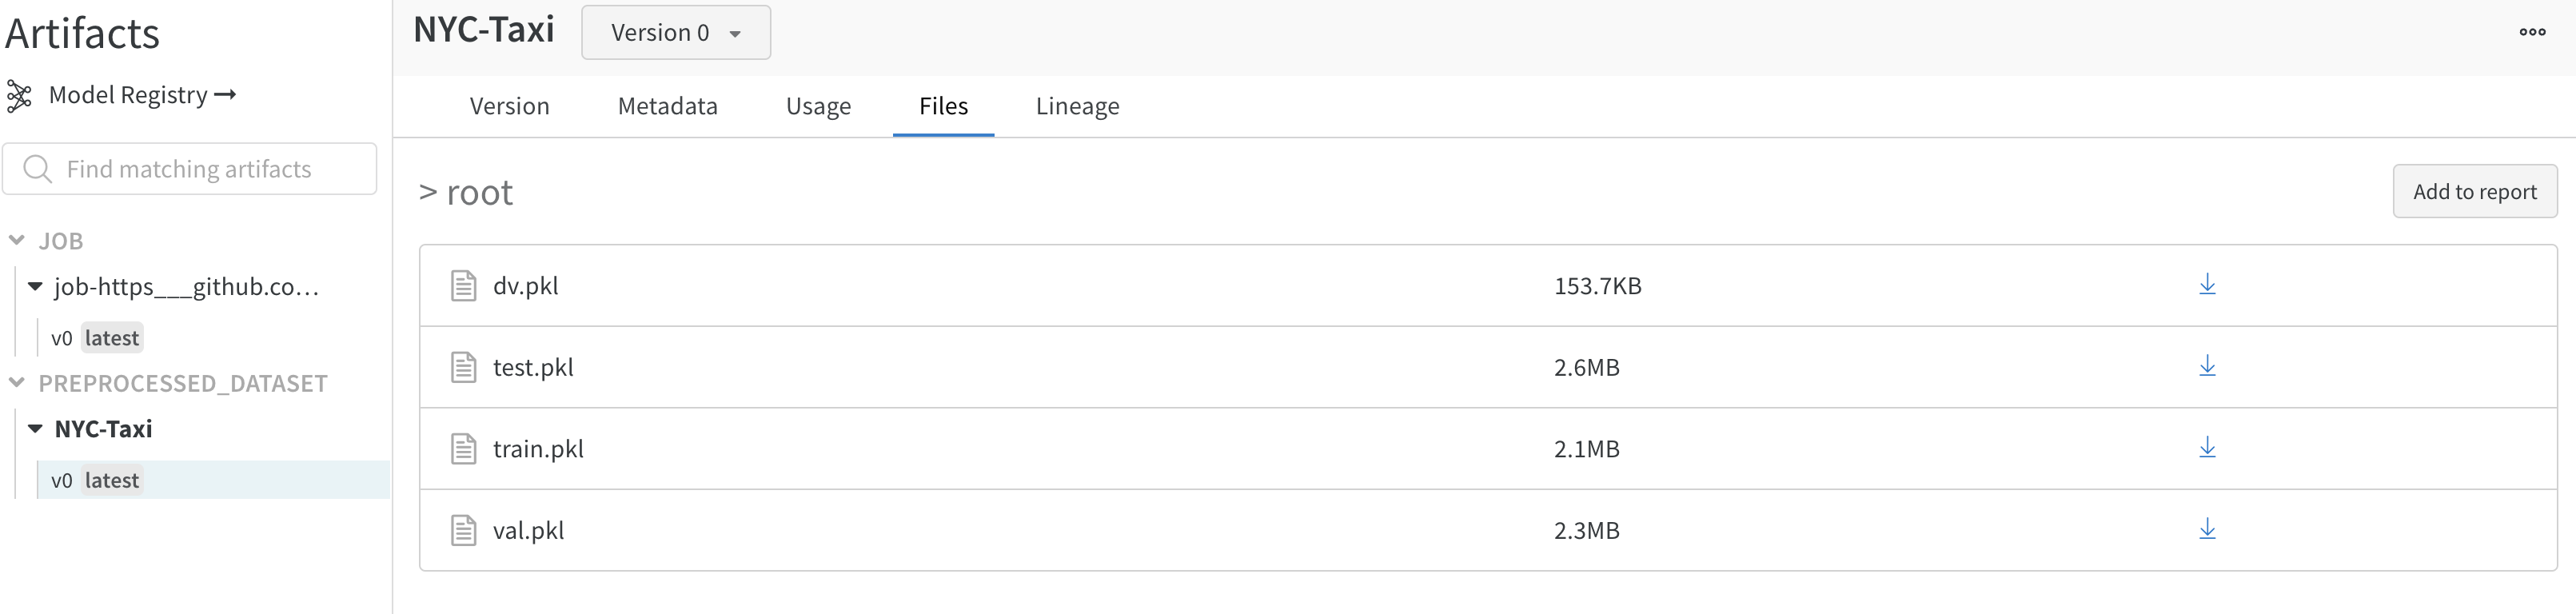 Artifacts
Model Registry →
Find matching artifacts
JOB
job-https___github.co...
v0 latest
PREPROCESSED_DATASET
NYC-Taxi
v0 latest
NYC-Taxi Version 0
Version Metadata Usage Files Lineage
> root Add to report
dv.pkl 153.7KB
test.pkl 2.6MB
train.pkl 2.1MB
val.pkl 2.3MB